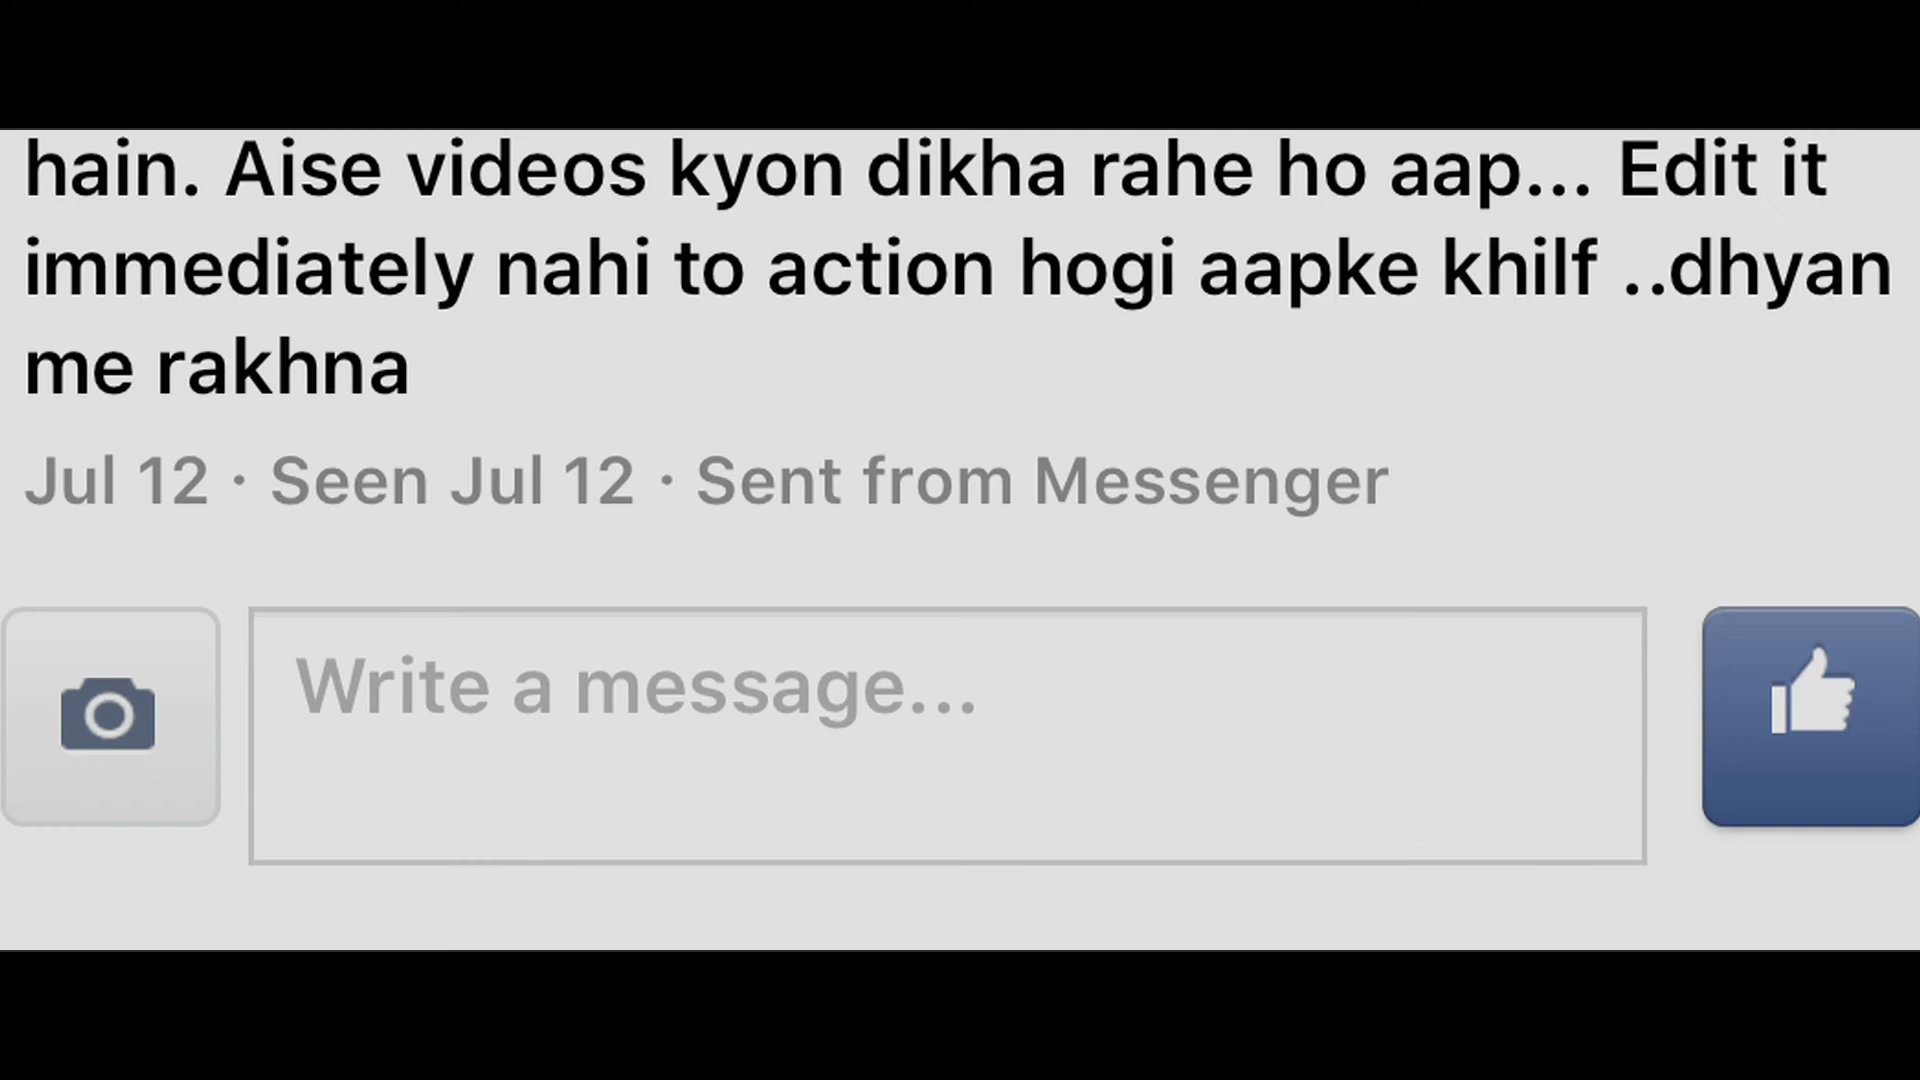 hain. Aise videos kyon dikha rahe ho aap... Edit it
immediately nahi to action hogi aapke khilf ..dhyan
me rakhna
Jul 12 · Seen Jul 12 · Sent from Messenger
Write a message...